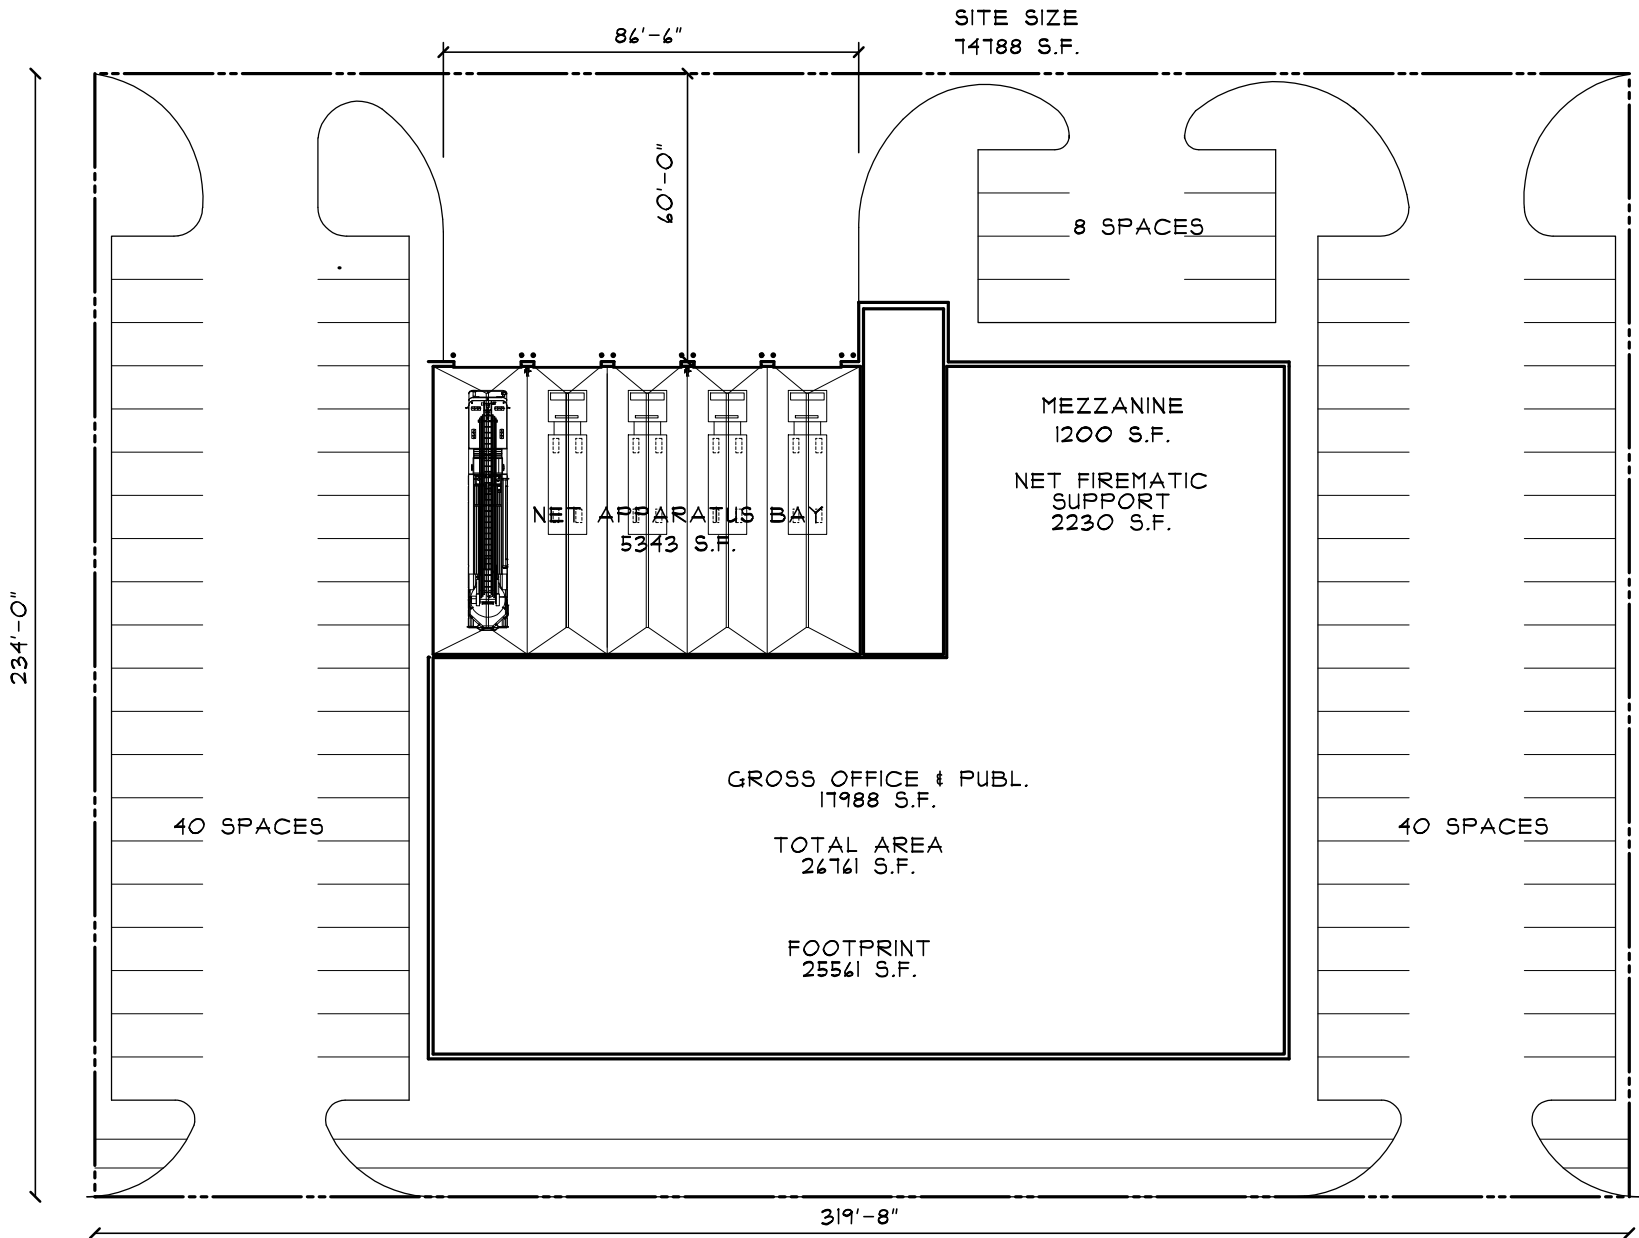 SITE SIZE
74788 S.F.
86'-6"
60'-0"
8 SPACES
MEZZANINE
1200 S.F.
NET FIREMATIC
SUPPORT
2230 S.F.
NET APPARATUS BAY
5343 S.F.
234'-0"
GROSS OFFICE & PUBL.
17988 S.F.
40 SPACES
40 SPACES
TOTAL AREA
26761 S.F.
FOOTPRINT
25561 S.F.
319'-8"